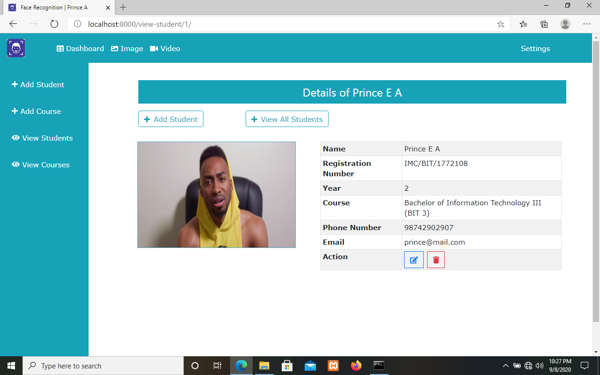 Face Recognition | Prince A
localhost:8000/view-student/1/
Dashboard
Image
Video
Settings
Add Student
Add Course
View Students
View Courses
Details of Prince E A
Add Student
View All Students
Name Prince E A
Registration Number IMC/BIT/1772108
Year 2
Course Bachelor of Information Technology III
(BIT 3)
Phone Number 98742902907
Email prince@mail.com
Action
Type here to search
10:27 PM
9/8/2020